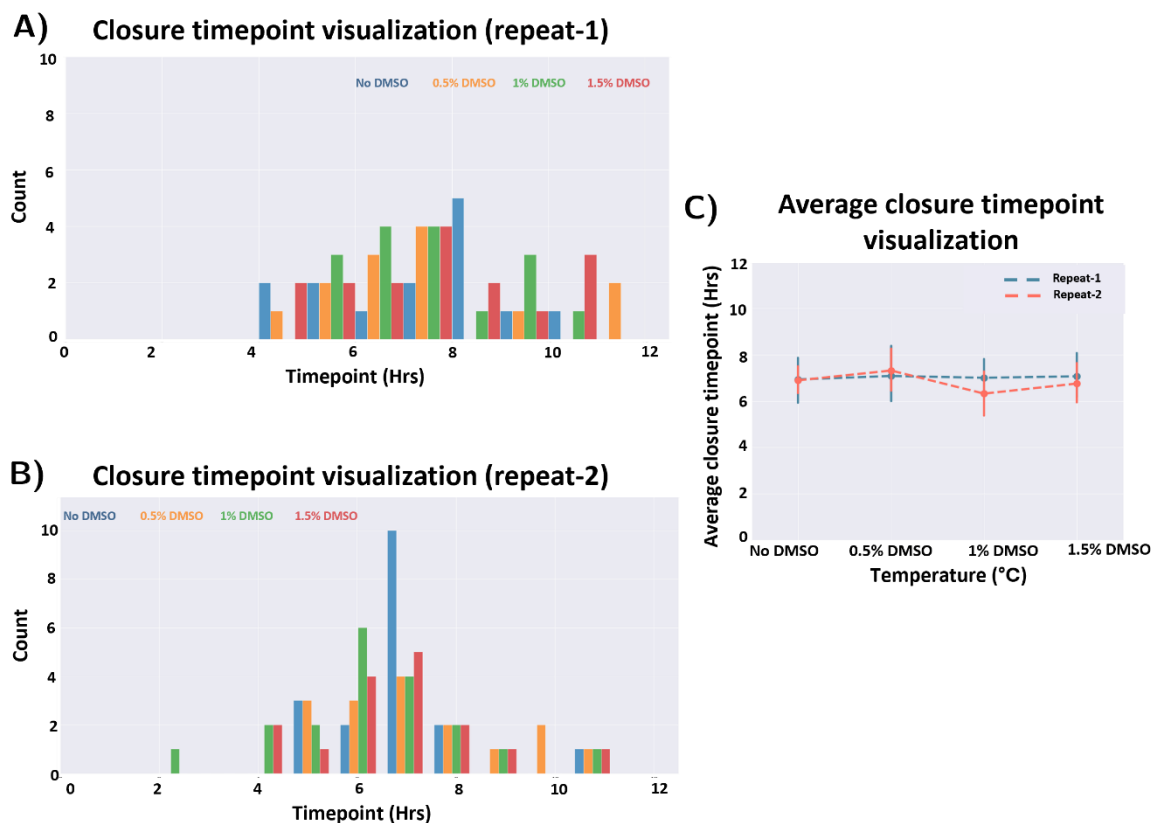 A)
Closure timepoint visualization (repeat-1)
10
8
6
4
2
0
Count
No DMSO 0.5% DMSO 1% DMSO 1.5% DMSO
0 2 4 6 8 10 12
Timepoint (Hrs)
B)
Closure timepoint visualization (repeat-2)
No DMSO 0.5% DMSO 1% DMSO 1.5% DMSO
10
8
6
4
2
0
Count
0 2 4 6 8 10 12
Timepoint (Hrs)
C)
Average closure timepoint
visualization
12
10
8
6
4
2
0
Average closure timepoint (Hrs)
Repeat-1
Repeat-2
No DMSO 0.5% DMSO 1% DMSO 1.5% DMSO
Temperature (°C)